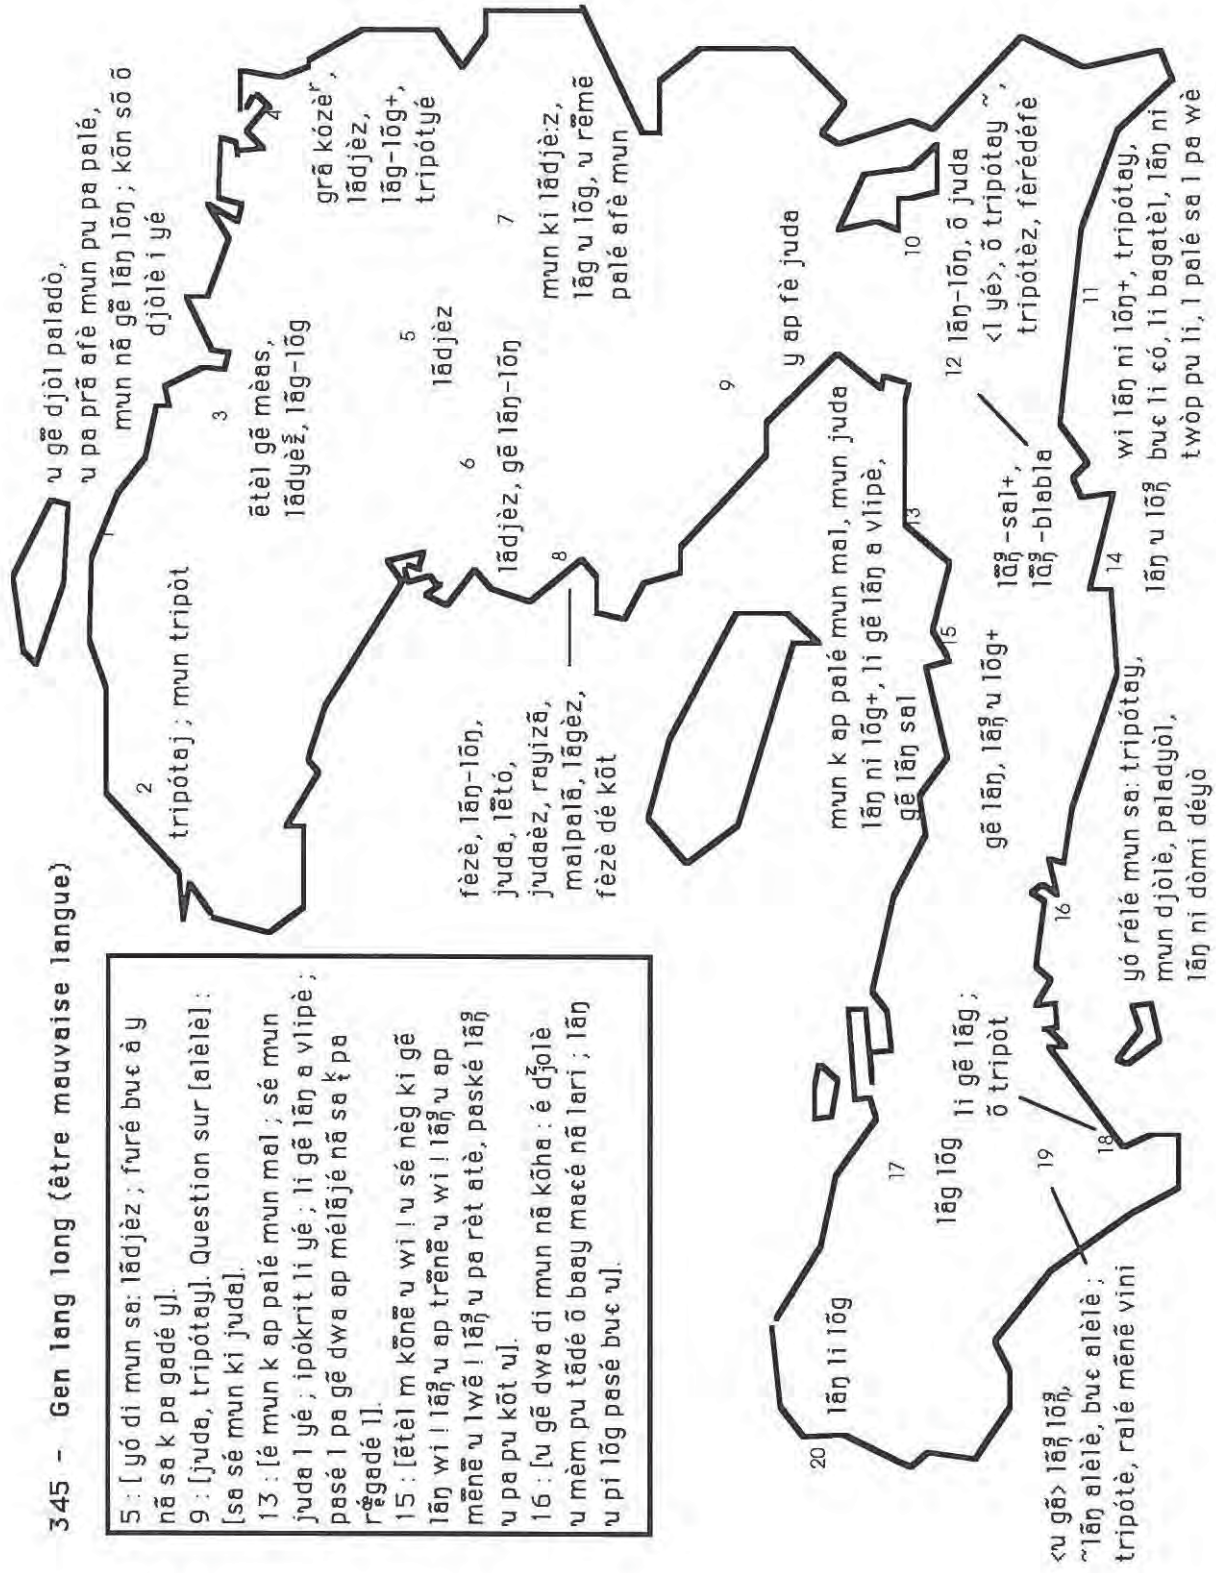 345 - Gen lang long (être mauvaise langue)
5 : [yó di mun sa: lãdjèz ; furé buɛ à y
nã sa k pa gadé y].
9 : [juda, tripótay]. Question sur [alèlè] :
[sa sé mun ki juda].
13 : [é mun k ap palé mun mal ; sé mun
juda l yé ; ipókrit li yé ; li gẽ lãŋ a vlipè ;
pasé l pa gẽ dwa ap mélãjé nã sa k pa
gadé l].
15 : [ẽtèl m kõnẽ u wi ! u sé nèg ki gẽ
lãŋ wi ! lãŋ u ap trẽnẽ u wi ! lãŋ u ap
mẽnẽ u lwẽ ! lãŋ u pa rèt atè, paské lãŋ
u pa pu kõt u].
16 : [u gẽ dwa di mun nã kõha : é djolè
u mèm pu tãdé õ baay maɛé nã lari ; lãŋ
u pi lõg pasé buɛ u].
1
u gẽ djòl paladò,
u pa prã afè mun pu pa palé,
mun nã gẽ lãŋ lõŋ ; kõn sõ õ
djòlè i yé
2
tripótaj ; mun tripòt
3
ẽtèl gẽ mèas,
lãdyèz, lãg-lõg
4
grã kózèʳ,
lãdjèz,
lãg-lõg+,
tripótyé
5
lãdjèz
6
lãdjèz, gẽ lãŋ-lõŋ
7
mun ki lãdjè:z,
lãg u lõg, u rẽmẽ
palé afè mun
8
fèzè, lãŋ-lõŋ,
juda, lẽtó,
judaèz, rayizã,
malpalã, lãgèz,
fèzè dé kõt
9
y ap fè juda
10
lãŋ-lõŋ, õ juda
<l yé>, õ tripótay ~,
tripótèz, fèrédéfè
11
wi lãŋ ni lõŋ+, tripótay,
buɛ li ɛó, li bagatèl, lãŋ ni
twòp pu li, l palé sa l pa wè
12
lãŋ -sal+,
lãŋ -blabla
13
mun k ap palé mun mal, mun juda
lãŋ ni lõg+, li gẽ lãŋ a vlipè,
gẽ lãŋ sal
14
lãŋ u lõŋ
15
gẽ lãŋ, lãŋ u lõg+
16
yó rélé mun sa: tripótay,
mun djòlè, paladyòl,
lãŋ ni dòmi déyò
17
lãg lõg
18
li gẽ lãg ;
õ tripòt
19
<u gã> lãŋ lõŋ,
~lãŋ alèlè, buɛ alèlè ;
tripótè, ralé mẽnẽ vini
20
lãŋ li lõg